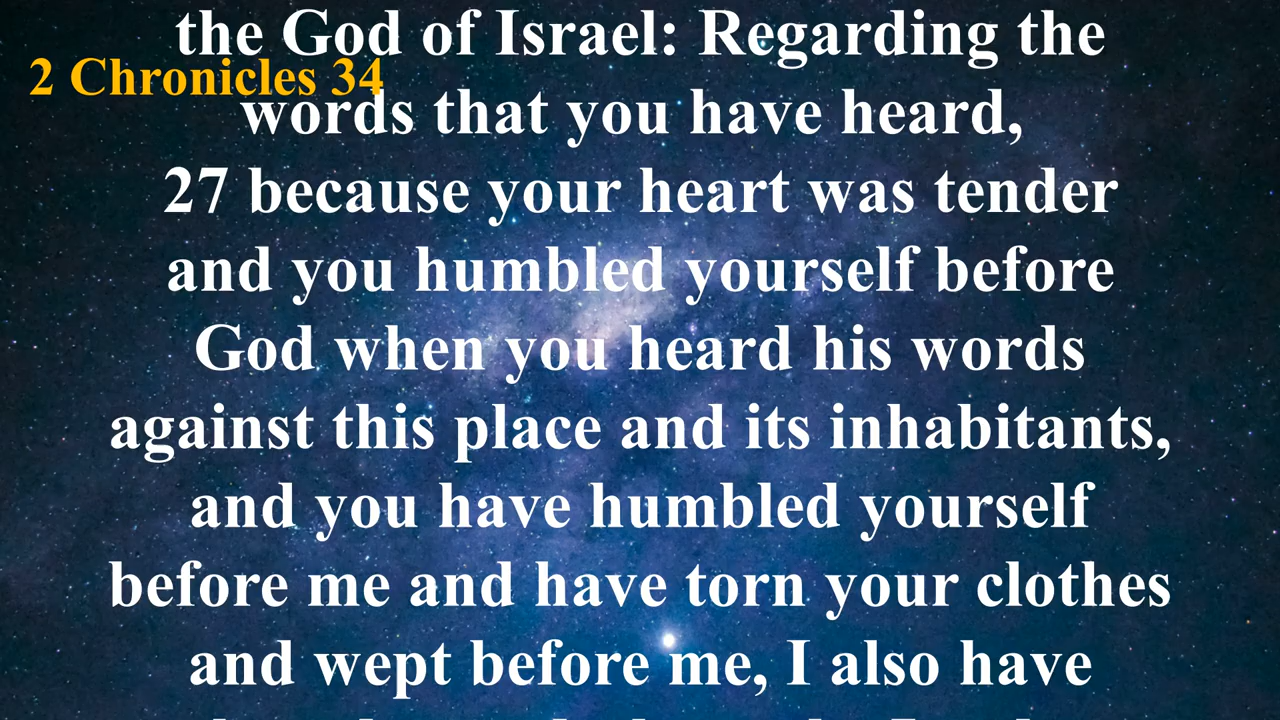 the God of Israel: Regarding the
2 Chronicles 34
words that you have heard,
27 because your heart was tender
and you humbled yourself before
God when you heard his words
against this place and its inhabitants,
and you have humbled yourself
before me and have torn your clothes
and wept before me, I also have